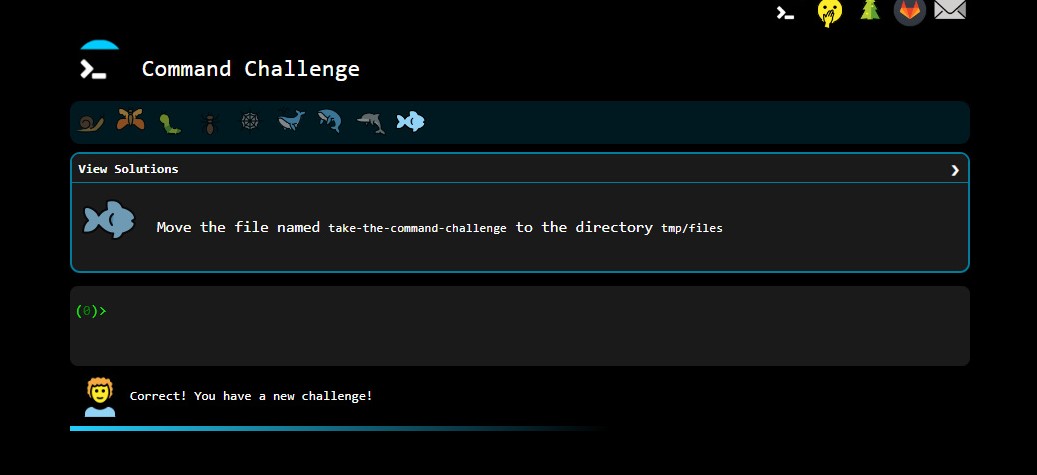 Command Challenge
View Solutions
Move the file named take-the-command-challenge to the directory tmp/files
(0)>
Correct! You have a new challenge!